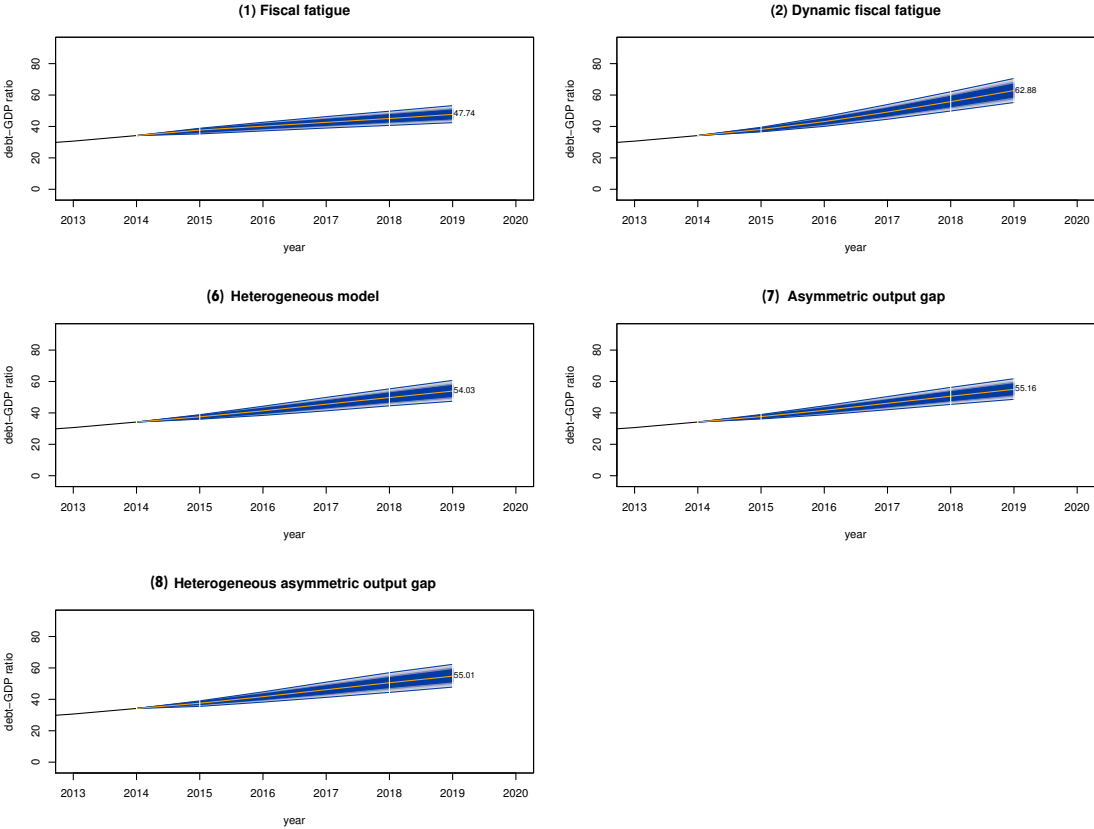 (1) Fiscal fatigue
debt−GDP ratio
80
60
40
20
0
47.74
2013 2014 2015 2016 2017 2018 2019 2020
year
(2) Dynamic fiscal fatigue
debt−GDP ratio
80
60
40
20
0
62.88
2013 2014 2015 2016 2017 2018 2019 2020
year
(6) Heterogeneous model
debt−GDP ratio
80
60
40
20
0
54.03
2013 2014 2015 2016 2017 2018 2019 2020
year
(7) Asymmetric output gap
debt−GDP ratio
80
60
40
20
0
55.16
2013 2014 2015 2016 2017 2018 2019 2020
year
(8) Heterogeneous asymmetric output gap
debt−GDP ratio
80
60
40
20
0
55.01
2013 2014 2015 2016 2017 2018 2019 2020
year